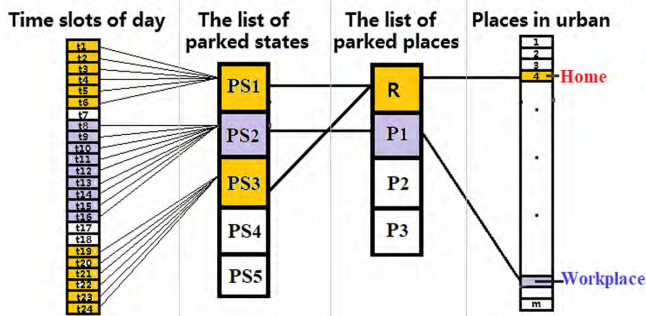 Time slots of day
The list of
parked states
The list of
parked places
Places in urban
t1
t2
t3
t4
t5
t6
t7
t8
t9
t10
t11
t12
t13
t14
t15
t16
t17
t18
t19
t20
t21
t22
t23
t24
PS1
PS2
PS3
PS4
PS5
R
P1
P2
P3
1
2
3
4
Home
Workplace
m